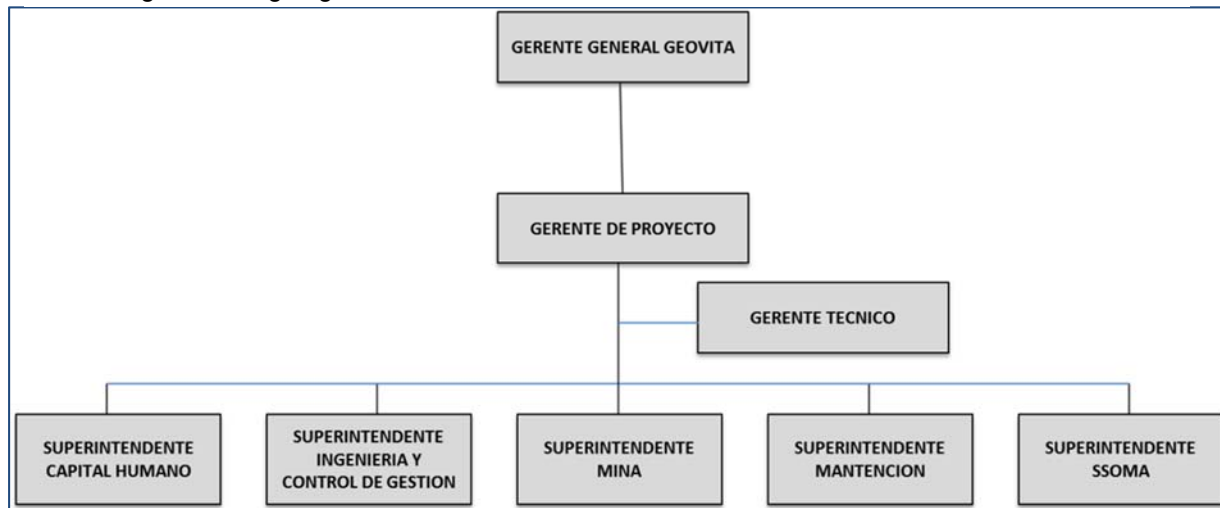 GERENTE GENERAL GEOVITA
GERENTE DE PROYECTO
GERENTE TECNICO
SUPERINTENDENTE
CAPITAL HUMANO
SUPERINTENDENTE
INGENIERIA Y
CONTROL DE GESTION
SUPERINTENDENTE
MINA
SUPERINTENDENTE
MANTENCION
SUPERINTENDENTE
SSOMA